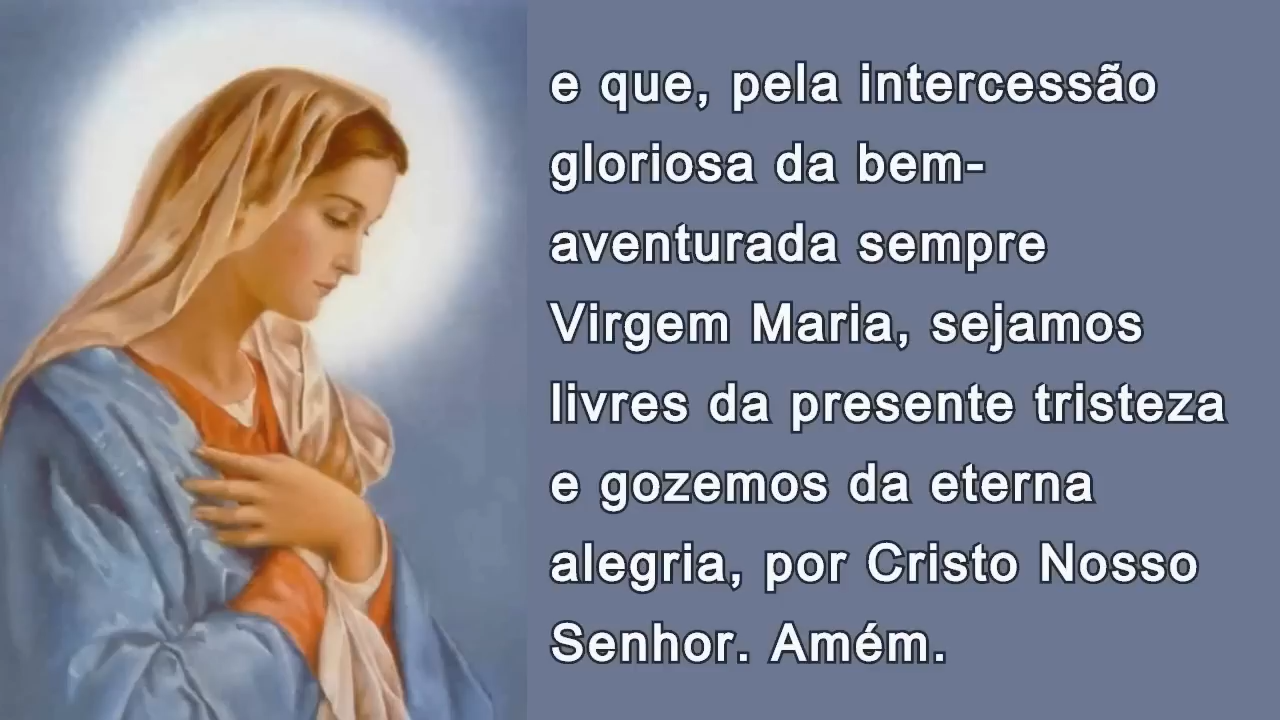 e que, pela intercessão
gloriosa da bem-
aventurada sempre
Virgem Maria, sejamos
livres da presente tristeza
e gozemos da eterna
alegria, por Cristo Nosso
Senhor. Amém.